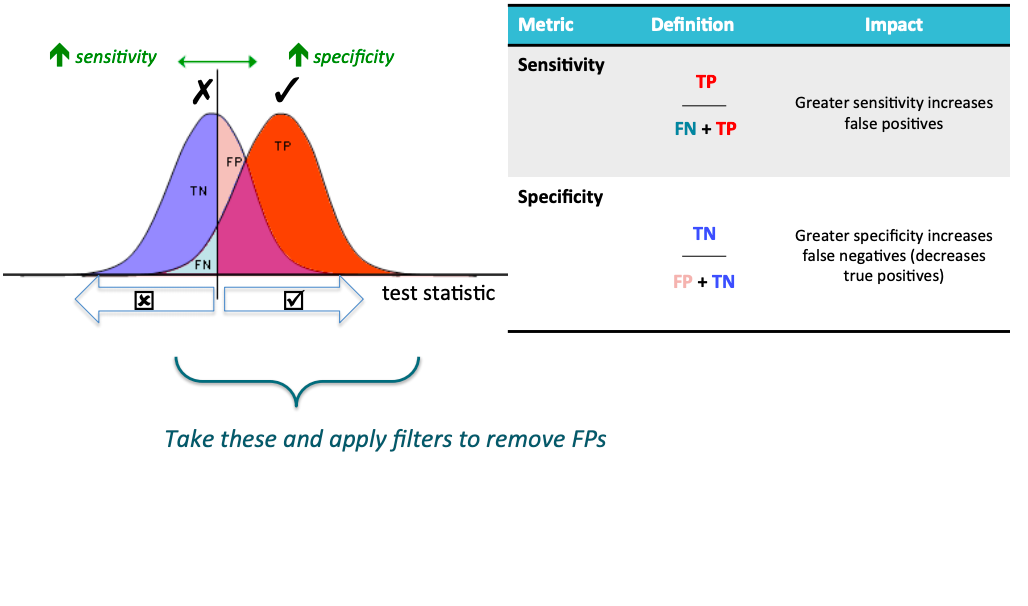 sensitivity
specificity
✗
✓
TP
FP
TN
FN
test statistic
Take these and apply filters to remove FPs
Metric Definition Impact
Sensitivity
TP
FN + TP
Greater sensitivity increases
false positives
Specificity
TN
FP + TN
Greater specificity increases
false negatives (decreases
true positives)